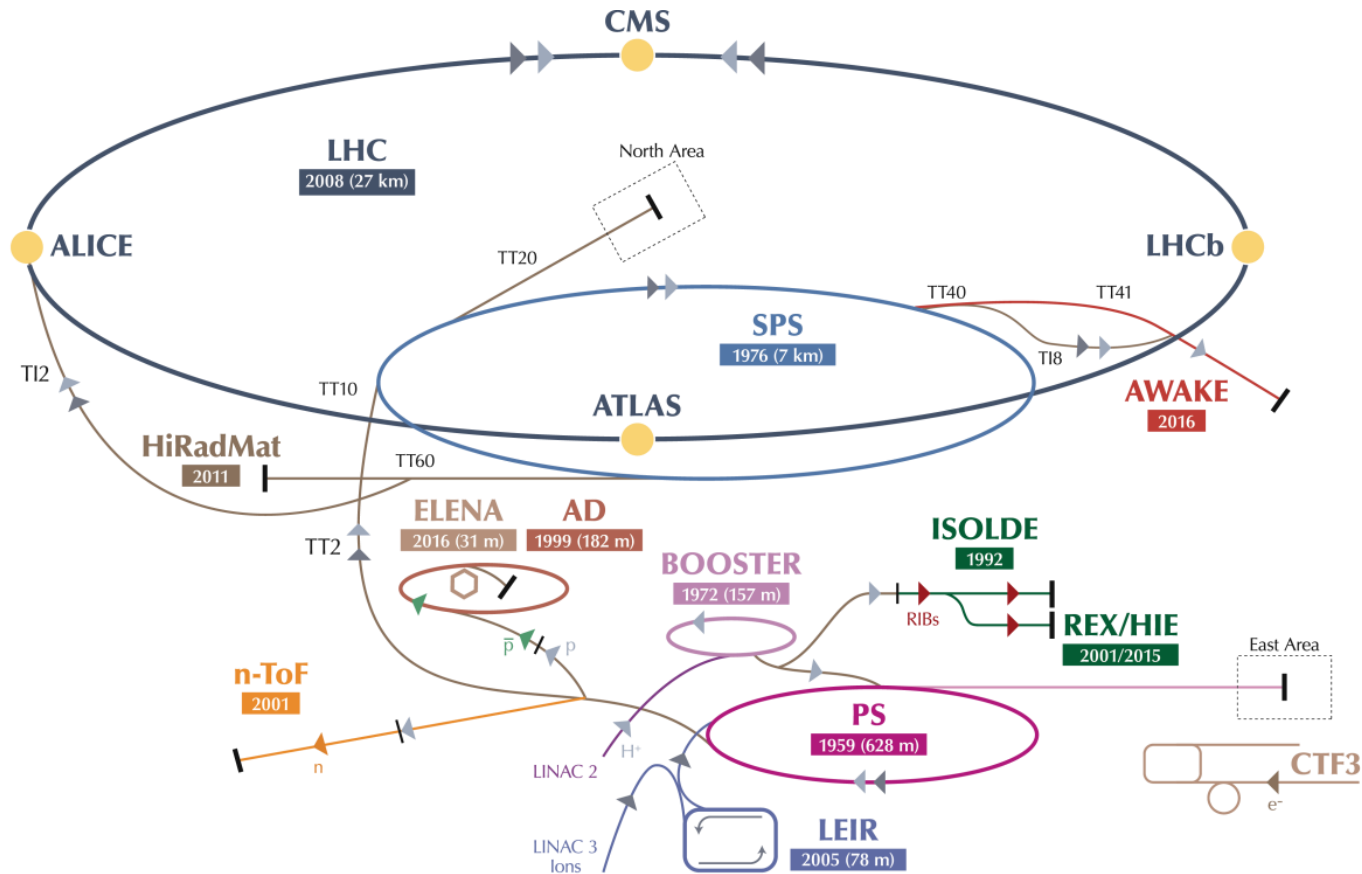 CMS
LHC
2008 (27 km)
North Area
ALICE
LHCb
TT20
TT40
TT41
SPS
1976 (7 km)
TI8
TI2
TT10
ATLAS
AWAKE
2016
HiRadMat
2011
TT60
ELENA
2016 (31 m)
AD
1999 (182 m)
TT2
BOOSTER
1972 (157 m)
ISOLDE
1992
RIBs
REX/HIE
2001/2015
p̅
p
East Area
n-ToF
2001
n
PS
1959 (628 m)
H⁺
LINAC 2
CTF3
e⁻
LINAC 3
Ions
LEIR
2005 (78 m)